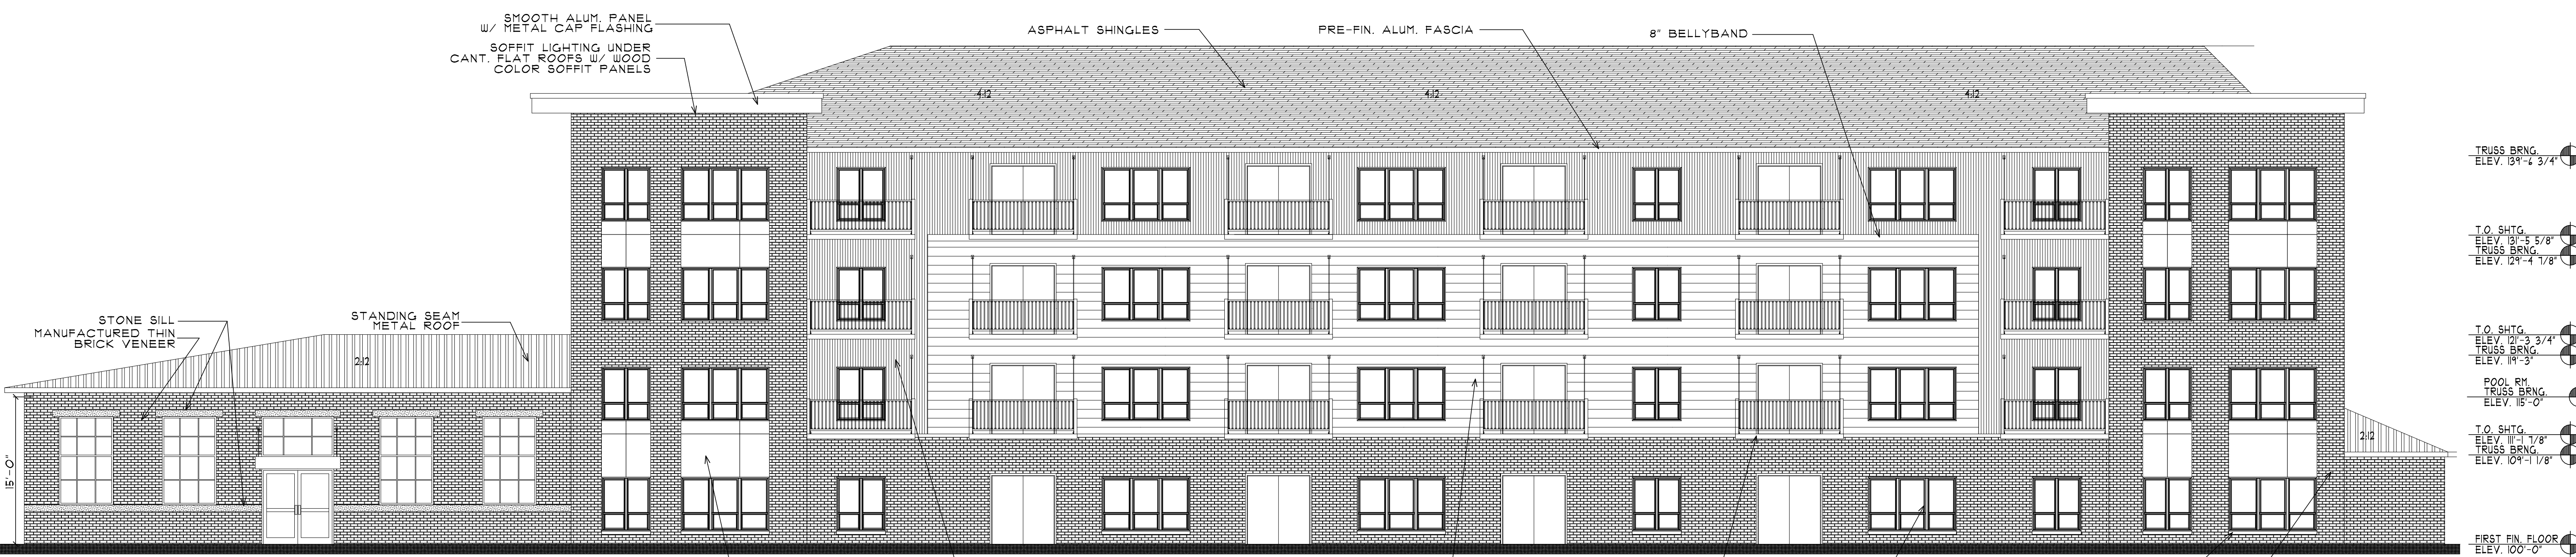 SMOOTH ALUM. PANEL
W/ METAL CAP FLASHING
SOFFIT LIGHTING UNDER
CANT. FLAT ROOFS W/ WOOD
COLOR SOFFIT PANELS
ASPHALT SHINGLES
PRE-FIN. ALUM. FASCIA
8" BELLYBAND
4:12
4:12
4:12
STONE SILL
MANUFACTURED THIN
BRICK VENEER
STANDING SEAM
METAL ROOF
2:12
15'-0"
2:12
TRUSS BRNG.
ELEV. 139'-6 3/4"
T.O. SHTG.
ELEV. 131'-5 5/8"
TRUSS BRNG.
ELEV. 129'-4 7/8"
T.O. SHTG.
ELEV. 121'-3 3/4"
TRUSS BRNG.
ELEV. 119'-3"
POOL RM.
TRUSS BRNG.
ELEV. 115'-0"
T.O. SHTG.
ELEV. 111'-1 7/8"
TRUSS BRNG.
ELEV. 109'-1 1/8"
FIRST FIN. FLOOR
ELEV. 100'-0"